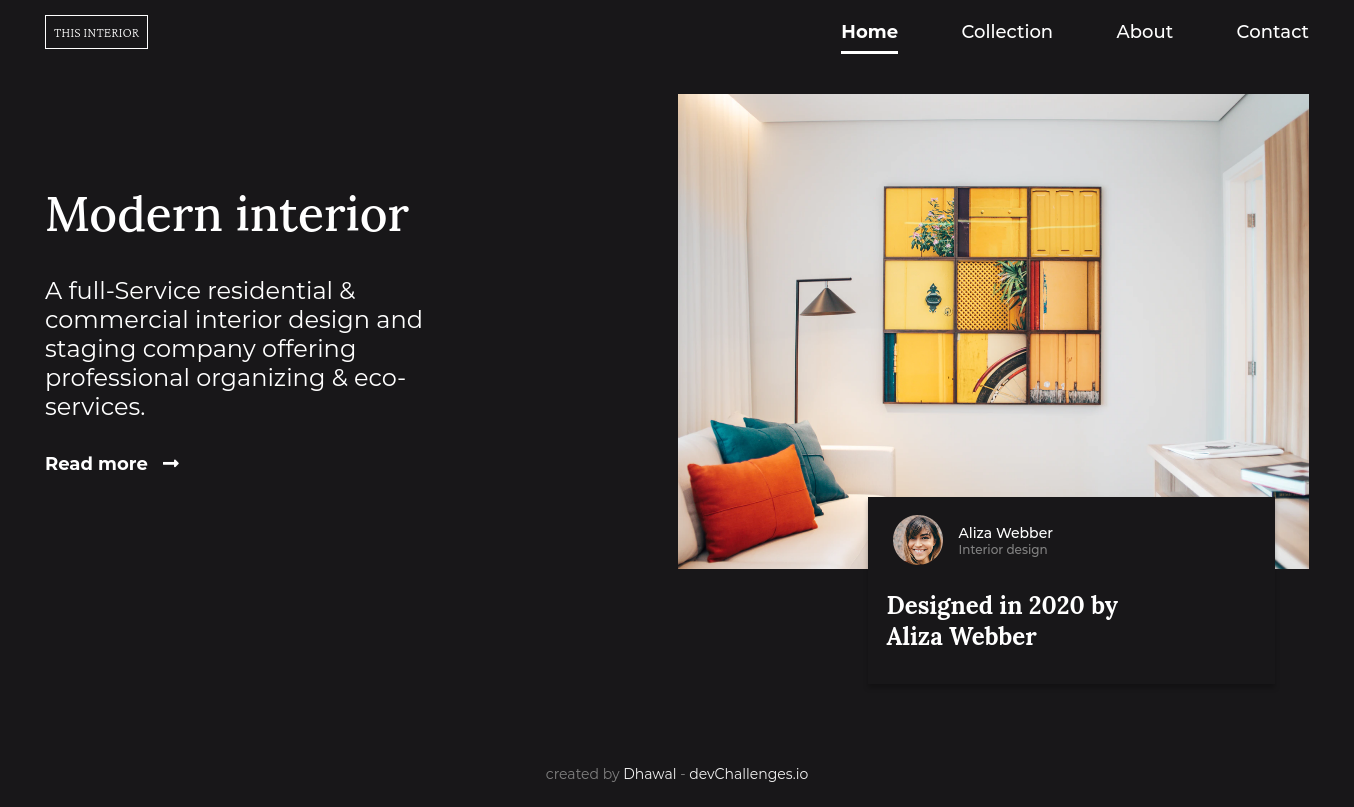 THIS INTERIOR
Home
Collection
About
Contact
Modern interior
A full-Service residential &
commercial interior design and
staging company offering
professional organizing & eco-
services.
Read more
Aliza Webber
Interior design
Designed in 2020 by
Aliza Webber
created by Dhawal - devChallenges.io